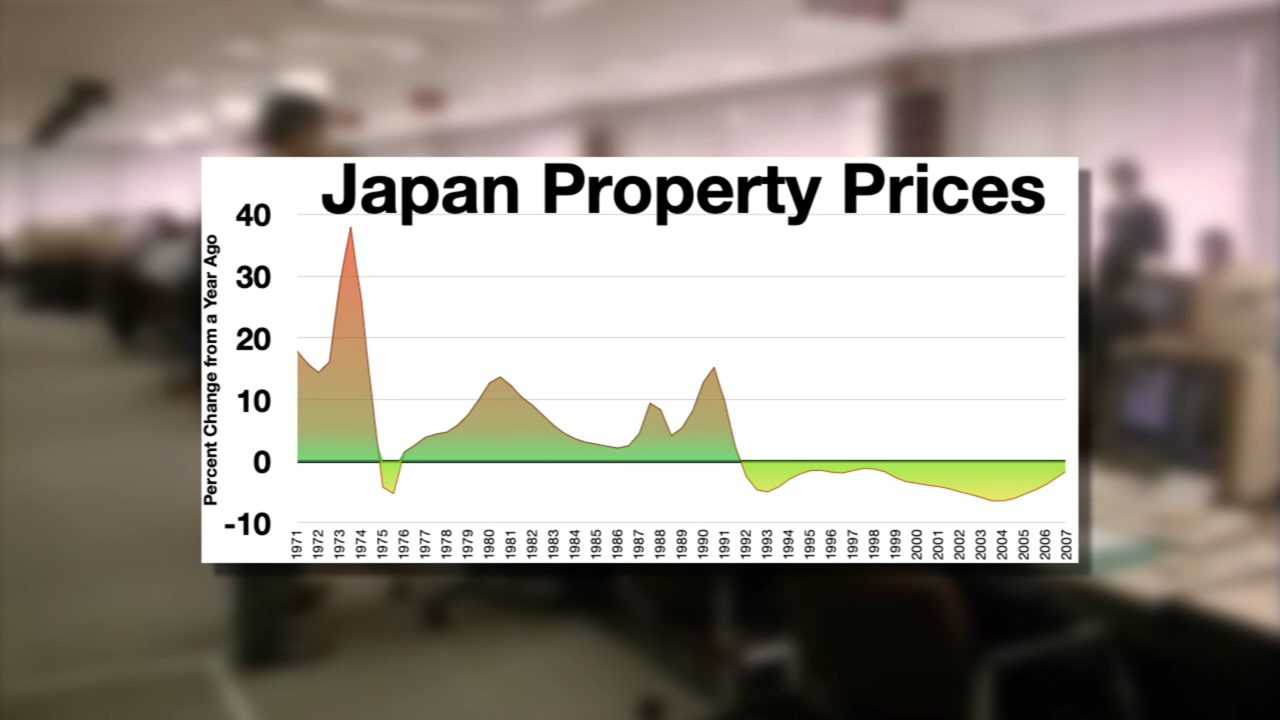 Japan Property Prices
Percent Change from a Year Ago
40
30
20
10
0
-10
1971 1972 1973 1974 1975 1976 1977 1978 1979 1980 1981 1982 1983 1984 1985 1986 1987 1988 1989 1990 1991 1992 1993 1994 1995 1996 1997 1998 1999 2000 2001 2002 2003 2004 2005 2006 2007